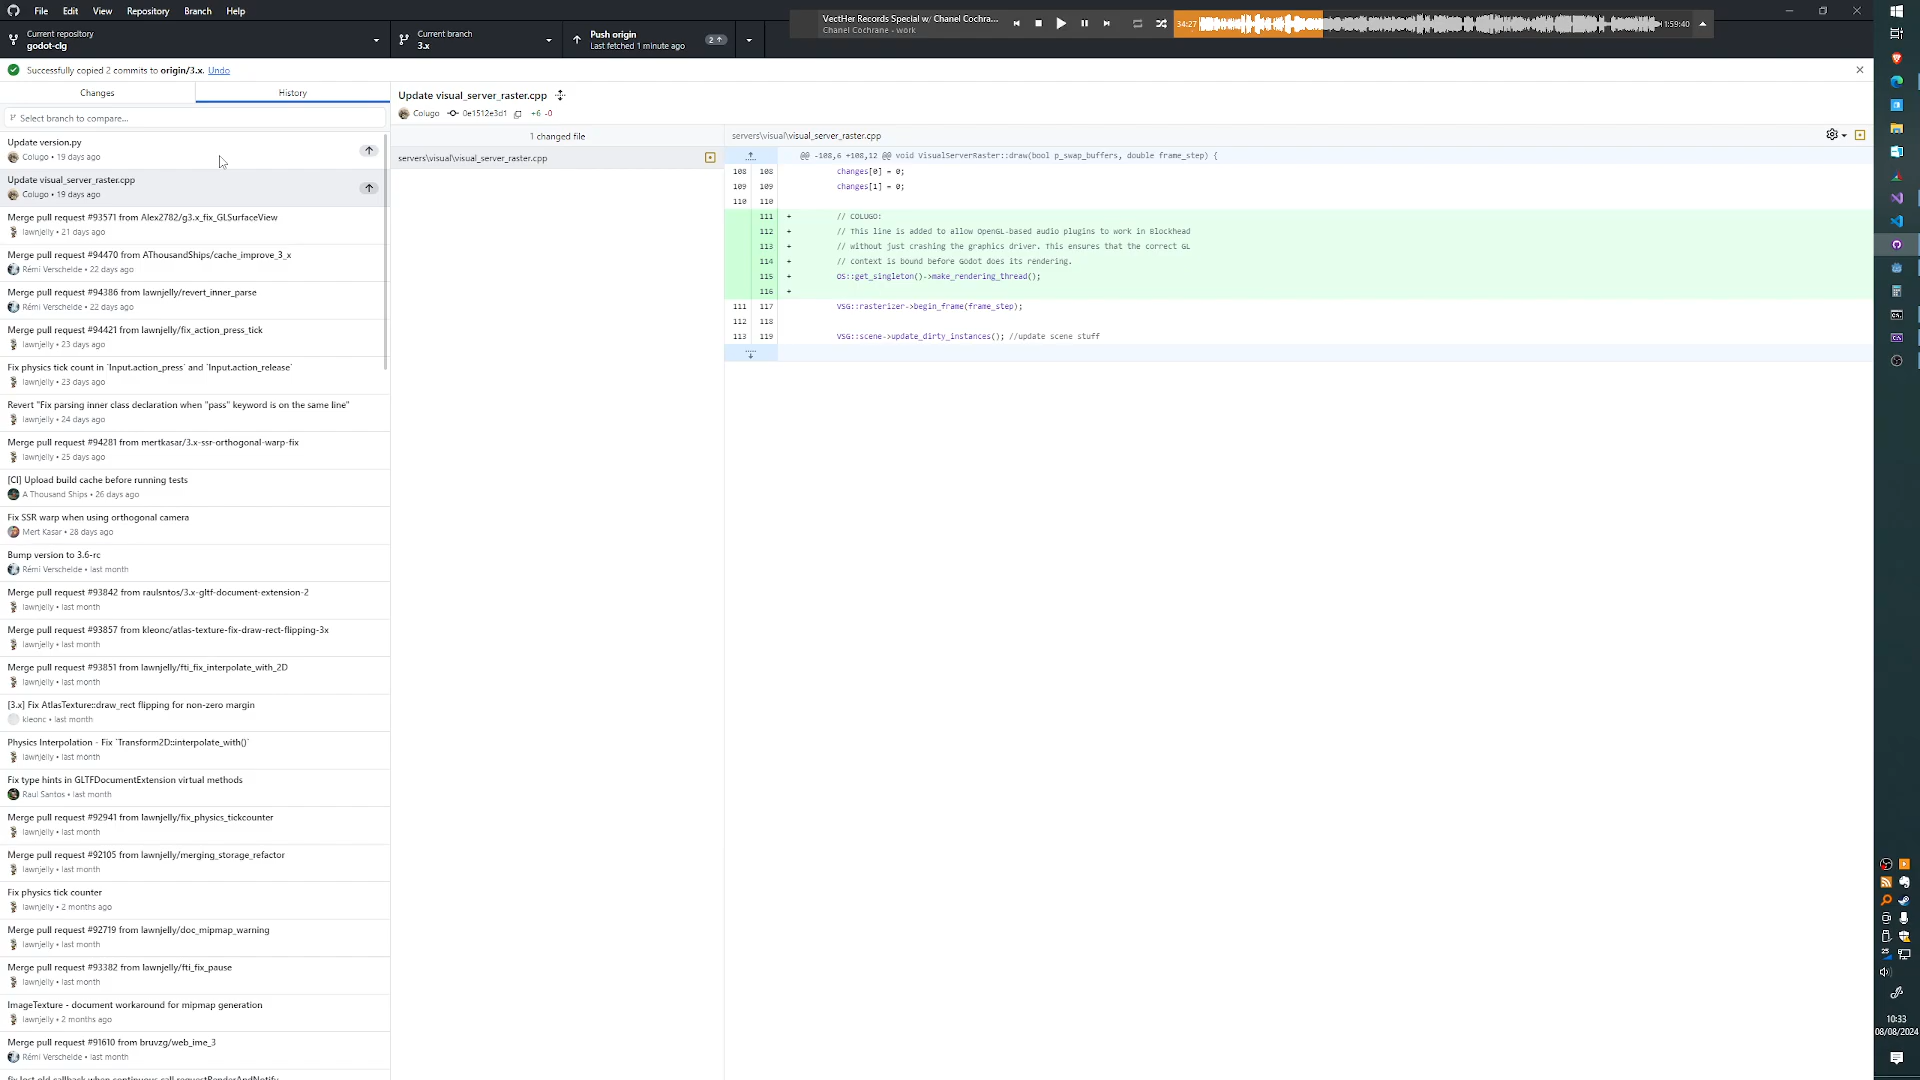 File Edit View Repository Branch Help
Current repository
godot-clg
Current branch
3.x
Push origin
Last fetched 1 minute ago
2
VectHer Records Special w/ Chanel Cochra...
Chanel Cochrane - work
34:27
1:59:40
Successfully copied 2 commits to origin/3.x. Undo
Changes
History
Select branch to compare...
Update version.py
Colugo • 19 days ago
Update visual_server_raster.cpp
Colugo • 19 days ago
Merge pull request #93571 from Alex2782/g3.x_fix_GLSurfaceView
lawnjelly • 21 days ago
Merge pull request #94470 from AThousandShips/cache_improve_3_x
Rémi Verschelde • 22 days ago
Merge pull request #94386 from lawnjelly/revert_inner_parse
Rémi Verschelde • 22 days ago
Merge pull request #94421 from lawnjelly/fix_action_press_tick
lawnjelly • 23 days ago
Fix physics tick count in `Input.action_press` and `Input.action_release`
lawnjelly • 23 days ago
Revert "Fix parsing inner class declaration when "pass" keyword is on the same line"
lawnjelly • 24 days ago
Merge pull request #94281 from mertkasar/3.x-ssr-orthogonal-warp-fix
lawnjelly • 25 days ago
[CI] Upload build cache before running tests
A Thousand Ships • 26 days ago
Fix SSR warp when using orthogonal camera
Mert Kasar • 28 days ago
Bump version to 3.6-rc
Rémi Verschelde • last month
Merge pull request #93842 from raulsntos/3.x-gltf-document-extension-2
lawnjelly • last month
Merge pull request #93857 from kleonc/atlas-texture-fix-draw-rect-flipping-3x
lawnjelly • last month
Merge pull request #93851 from lawnjelly/fti_fix_interpolate_with_2D
lawnjelly • last month
[3.x] Fix AtlasTexture::draw_rect flipping for non-zero margin
kleonc • last month
Physics Interpolation - Fix `Transform2D::interpolate_with()`
lawnjelly • last month
Fix type hints in GLTFDocumentExtension virtual methods
Raul Santos • last month
Merge pull request #92941 from lawnjelly/fix_physics_tickcounter
lawnjelly • last month
Merge pull request #92105 from lawnjelly/merging_storage_refactor
lawnjelly • last month
Fix physics tick counter
lawnjelly • 2 months ago
Merge pull request #92719 from lawnjelly/doc_mipmap_warning
lawnjelly • last month
Merge pull request #93382 from lawnjelly/fti_fix_pause
lawnjelly • last month
ImageTexture - document workaround for mipmap generation
lawnjelly • 2 months ago
Merge pull request #91610 from bruvzg/web_ime_3
Rémi Verschelde • last month
fix lost old callback when continuous call requestRenderAndNotify
Update visual_server_raster.cpp
Colugo 0e1512e3d1 +6 -0
1 changed file
servers\visual\visual_server_raster.cpp
servers\visual\visual_server_raster.cpp
@@ -108,6 +108,12 @@ void VisualServerRaster::draw(bool p_swap_buffers, double frame_step) {
108 108 changes[0] = 0;
109 109 changes[1] = 0;
110 110
111 + // COLUGO:
112 + // This line is added to allow OpenGL-based audio plugins to work in Blockhead
113 + // without just crashing the graphics driver. This ensures that the correct GL
114 + // context is bound before Godot does its rendering.
115 + OS::get_singleton()->make_rendering_thread();
116 +
111 117 VSG::rasterizer->begin_frame(frame_step);
112 118
113 119 VSG::scene->update_dirty_instances(); //update scene stuff
25
10:33
08/08/2024